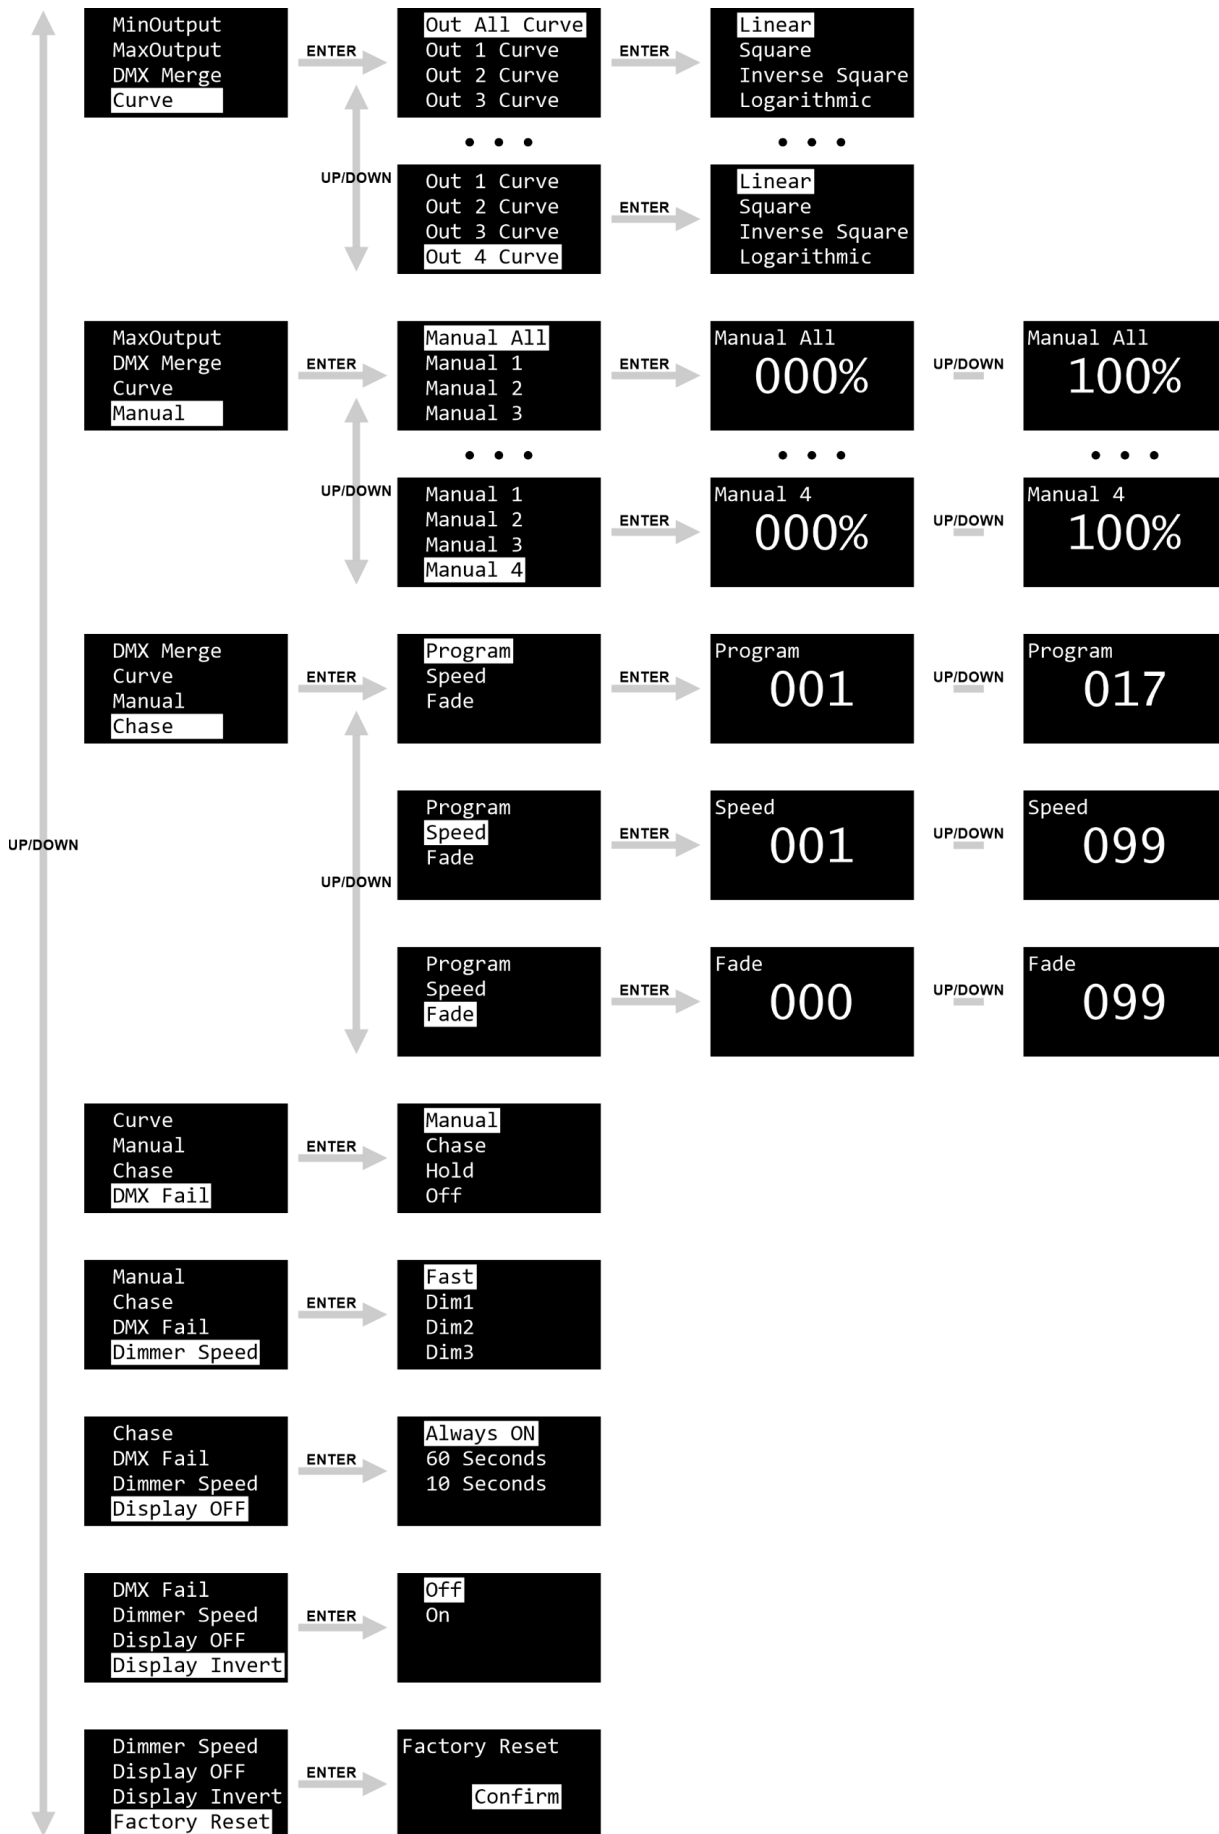 MinOutput
MaxOutput
DMX Merge
Curve
ENTER
Out All Curve
Out 1 Curve
Out 2 Curve
Out 3 Curve
ENTER
Linear
Square
Inverse Square
Logarithmic
UP/DOWN
Out 1 Curve
Out 2 Curve
Out 3 Curve
Out 4 Curve
ENTER
Linear
Square
Inverse Square
Logarithmic
MaxOutput
DMX Merge
Curve
Manual
ENTER
Manual All
Manual 1
Manual 2
Manual 3
ENTER
Manual All
000%
UP/DOWN
Manual All
100%
UP/DOWN
Manual 1
Manual 2
Manual 3
Manual 4
ENTER
Manual 4
000%
UP/DOWN
Manual 4
100%
DMX Merge
Curve
Manual
Chase
ENTER
Program
Speed
Fade
ENTER
Program
001
UP/DOWN
Program
017
UP/DOWN
UP/DOWN
Program
Speed
Fade
ENTER
Speed
001
UP/DOWN
Speed
099
Program
Speed
Fade
ENTER
Fade
000
UP/DOWN
Fade
099
Curve
Manual
Chase
DMX Fail
ENTER
Manual
Chase
Hold
Off
Manual
Chase
DMX Fail
Dimmer Speed
ENTER
Fast
Dim1
Dim2
Dim3
Chase
DMX Fail
Dimmer Speed
Display OFF
ENTER
Always ON
60 Seconds
10 Seconds
DMX Fail
Dimmer Speed
Display OFF
Display Invert
ENTER
Off
On
Dimmer Speed
Display OFF
Display Invert
Factory Reset
ENTER
Factory Reset
Confirm